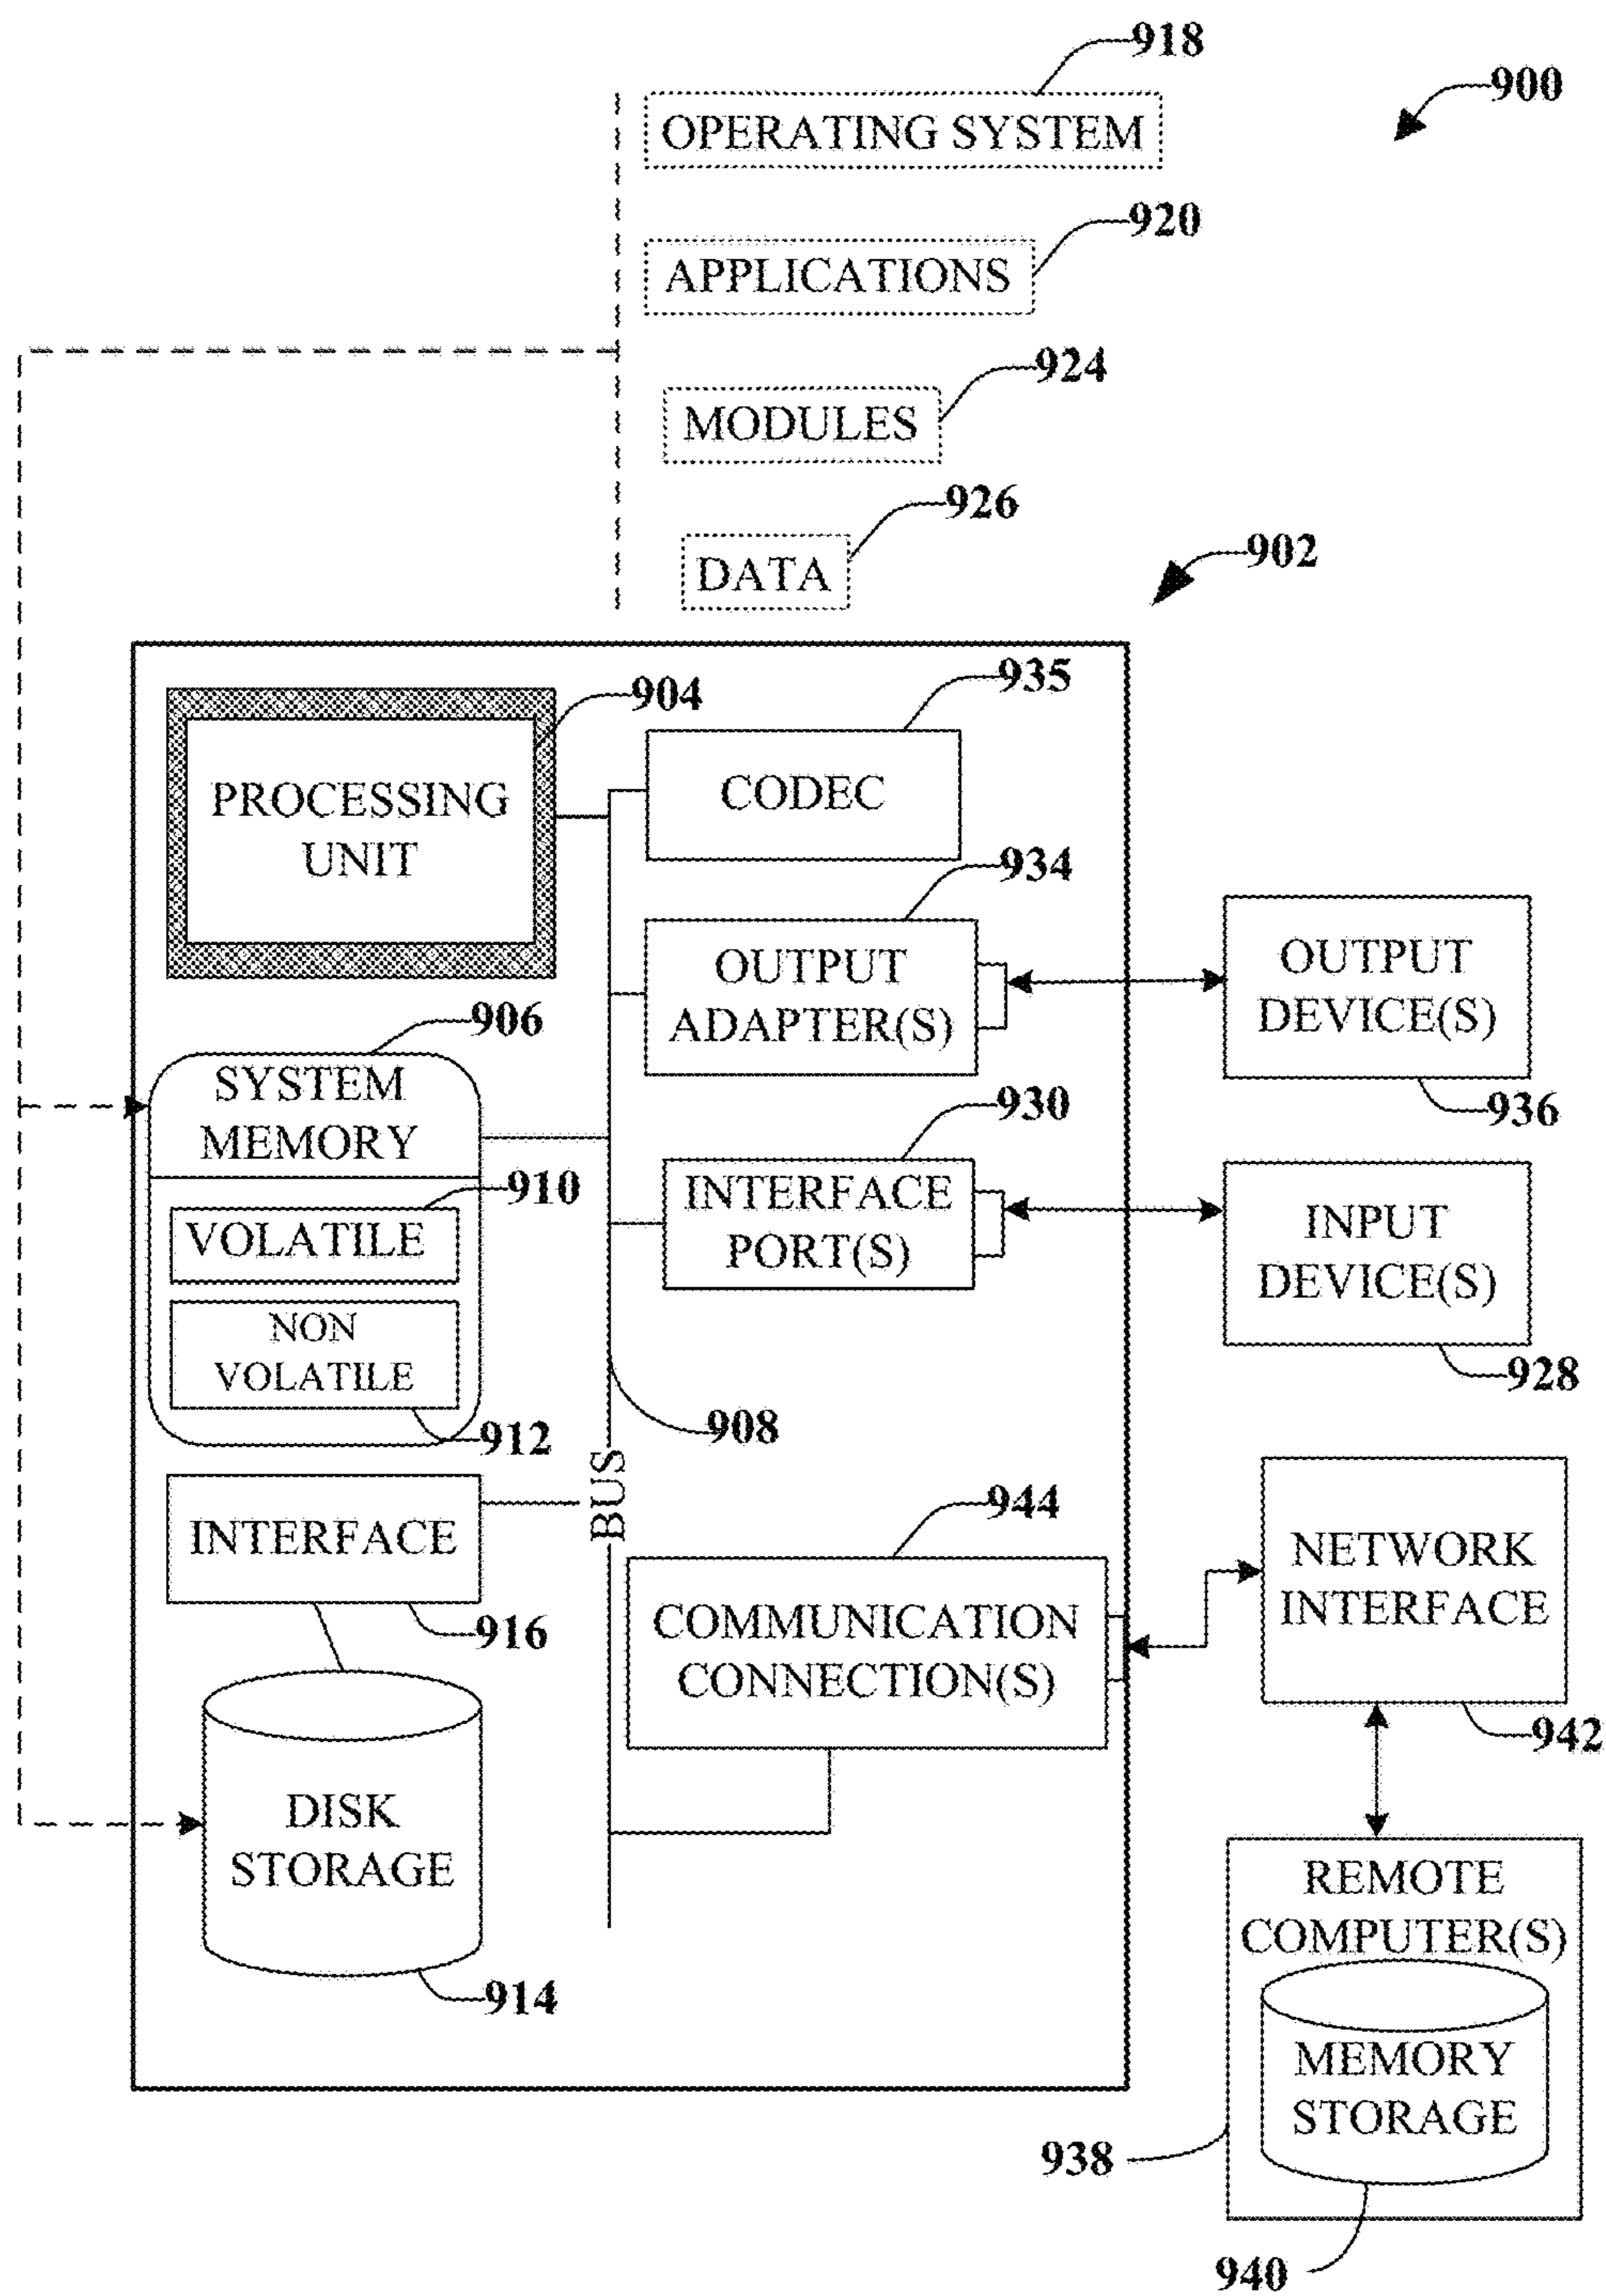 918
900
OPERATING SYSTEM
920
APPLICATIONS
924
MODULES
926
DATA
902
935
904
PROCESSING
UNIT
CODEC
934
OUTPUT
ADAPTER(S)
OUTPUT
DEVICE(S)
936
906
SYSTEM
MEMORY
910
VOLATILE
NON
VOLATILE
912
930
INTERFACE
PORT(S)
INPUT
DEVICE(S)
928
908
BUS
INTERFACE
916
944
COMMUNICATION
CONNECTION(S)
NETWORK
INTERFACE
942
DISK
STORAGE
914
REMOTE
COMPUTER(S)
MEMORY
STORAGE
938
940